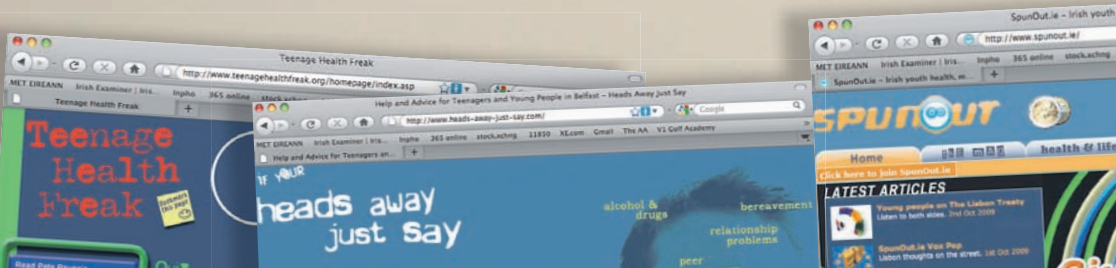 Teenage Health Freak
http://www.teenagehealthfreak.org/homepage/index.asp
MET EIREANN Irish Examiner | Iris... Inpho 365 online
Teenage Health Freak
Teenage
Health
Freak
Bookmark
this page
Help and Advice for Teenagers and Young People in Belfast – Heads Away Just Say
http://www.heads-away-just-say.com/
Google
MET EIREANN Irish Examiner | Iris... Inpho 365 online stock.xchng 11850 XE.com Gmail The AA V1 Golf Academy
Help and Advice for Teenagers an...
IF YOUR
heads away
just say
alcohol &
drugs
bereavement
relationship
problems
peer
SpunOut.ie – Irish youth
http://www.spunout.ie/
MET EIREANN Irish Examiner | Iris... Inpho 365 online stock.xchng
SpunOut.ie – Irish youth health, m...
SPUNOUT
Home
health & life
Click here to join SpunOut.ie
LATEST ARTICLES
Young people on The Lisbon Treaty
Listen to both sides. 2nd Oct 2009
SpunOut.ie Vox Pop
Lisbon thoughts on the street. 1st Oct 2009